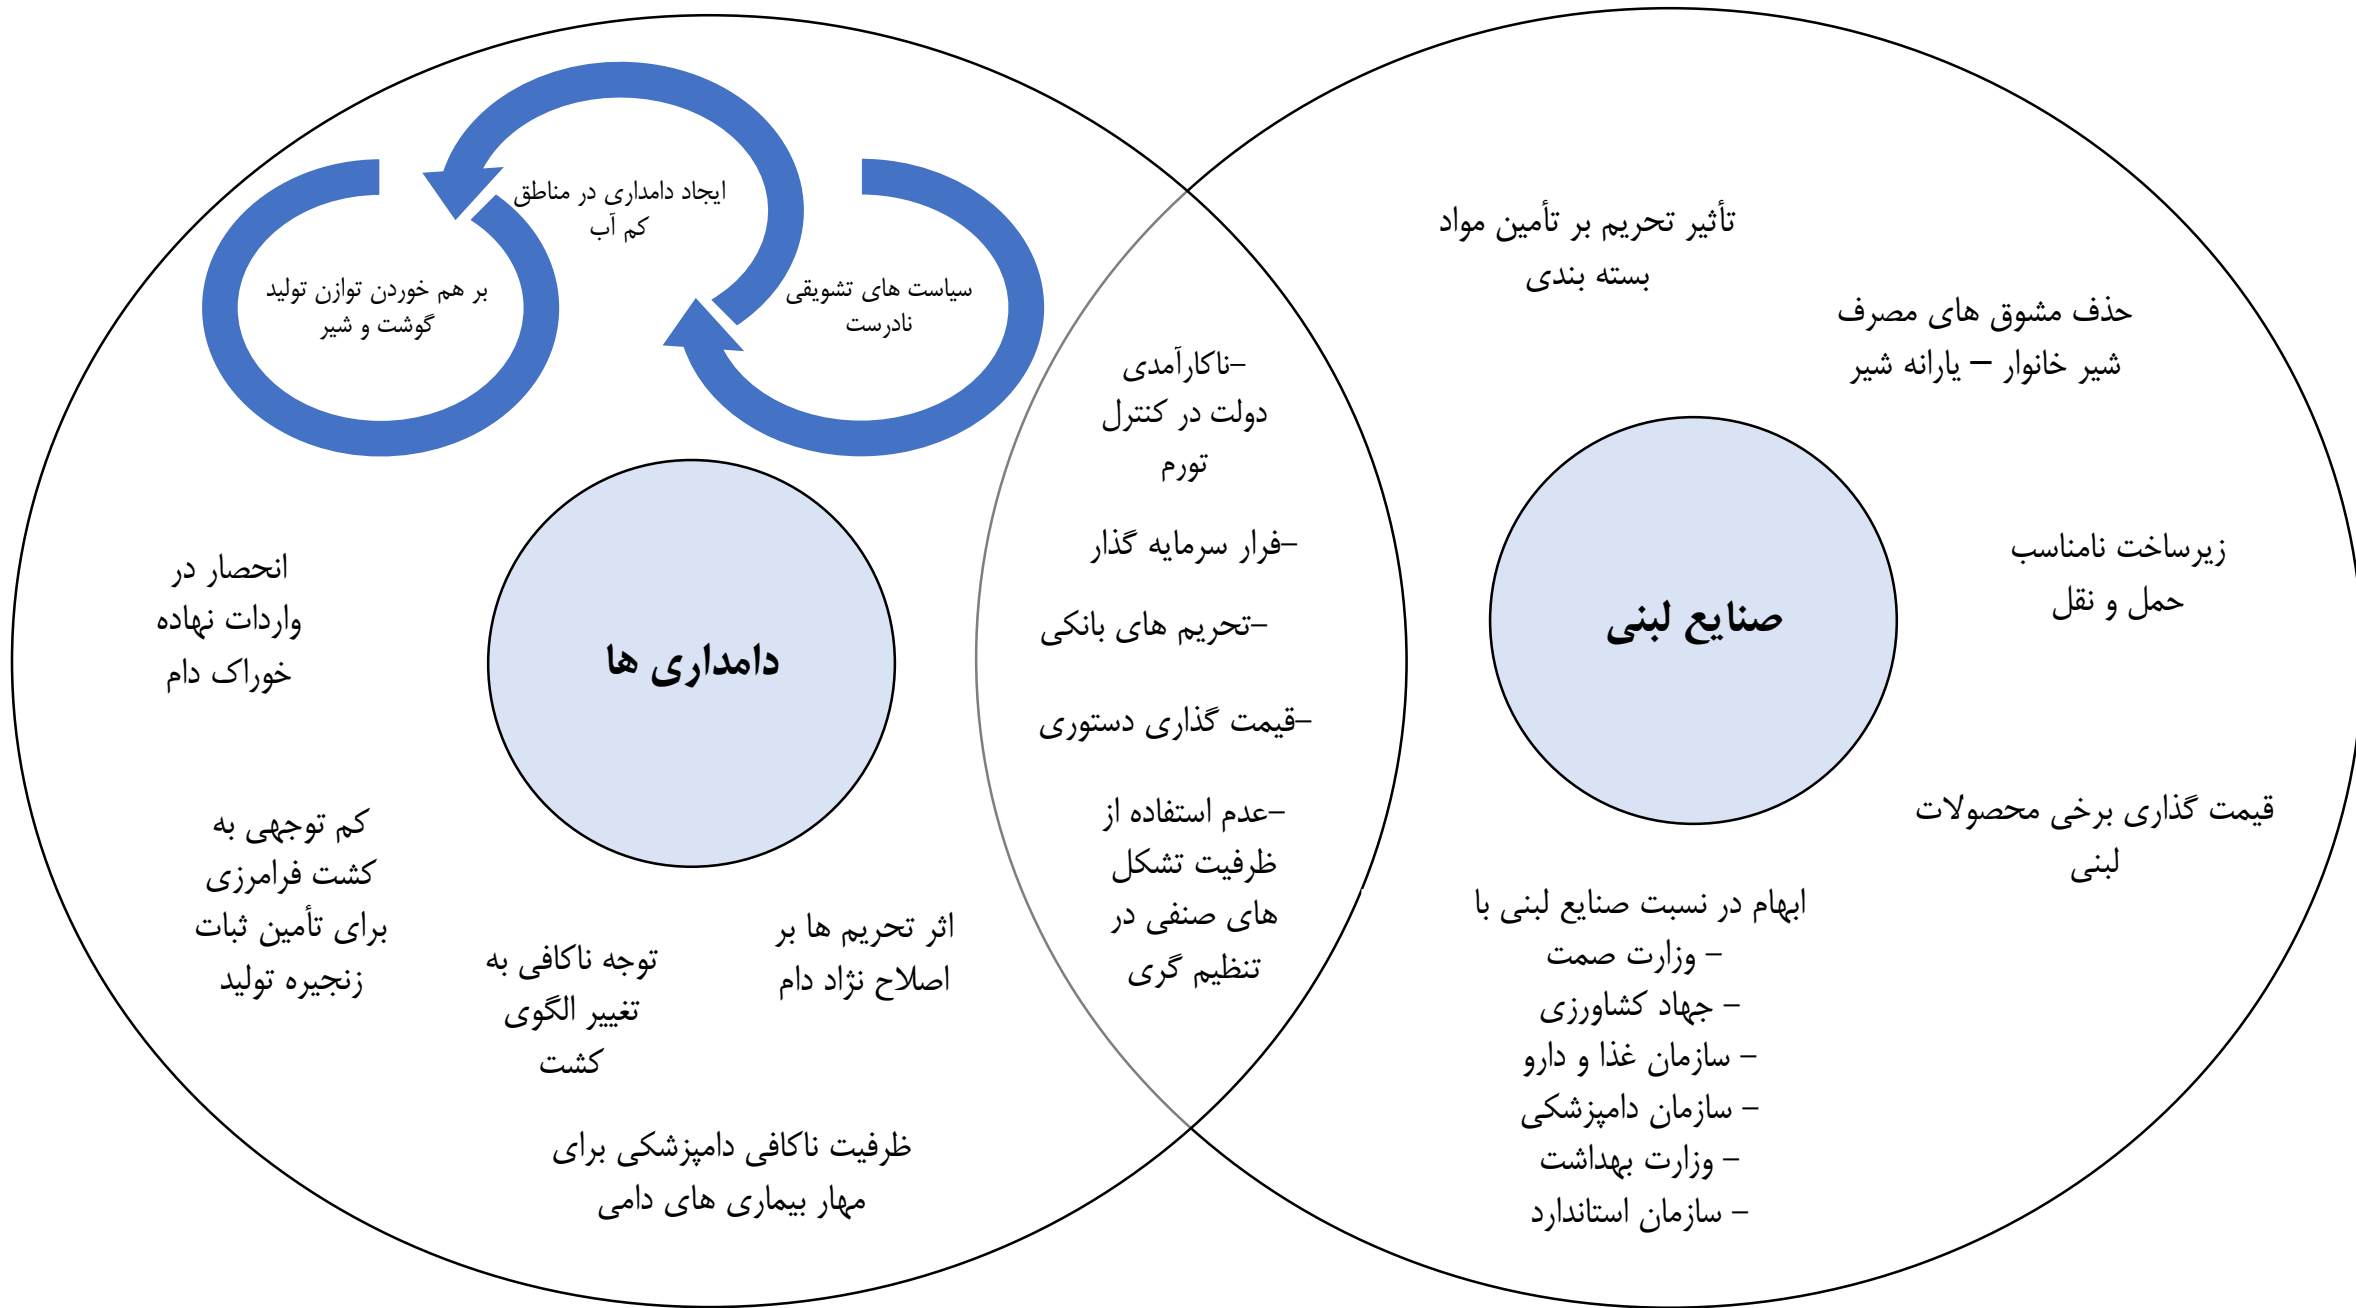 تأثیر تحریم بر تأمین مواد
بسته بندی
حذف مشوق های مصرف
شیر خانوار – یارانه شیر
زیرساخت نامناسب
حمل و نقل
صنایع لبنی
قیمت گذاری برخی محصولات
لبنی
ابهام در نسبت صنایع لبنی با
- وزارت صمت
- جهاد کشاورزی
- سازمان غذا و دارو
- سازمان دامپزشکی
- وزارت بهداشت
- سازمان استاندارد
-ناکارآمدی
دولت در کنترل
تورم
-فرار سرمایه گذار
-تحریم های بانکی
-قیمت گذاری دستوری
-عدم استفاده از
ظرفیت تشکل
های صنفی در
تنظیم گری
سیاست های تشویقی
نادرست
ایجاد دامداری در مناطق
کم آب
بر هم خوردن توازن تولید
گوشت و شیر
دامداری ها
انحصار در
واردات نهاده
خوراک دام
کم توجهی به
کشت فرامرزی
برای تأمین ثبات
زنجیره تولید
توجه ناکافی به
تغییر الگوی
کشت
اثر تحریم ها بر
اصلاح نژاد دام
ظرفیت ناکافی دامپزشکی برای
مهار بیماری های دامی